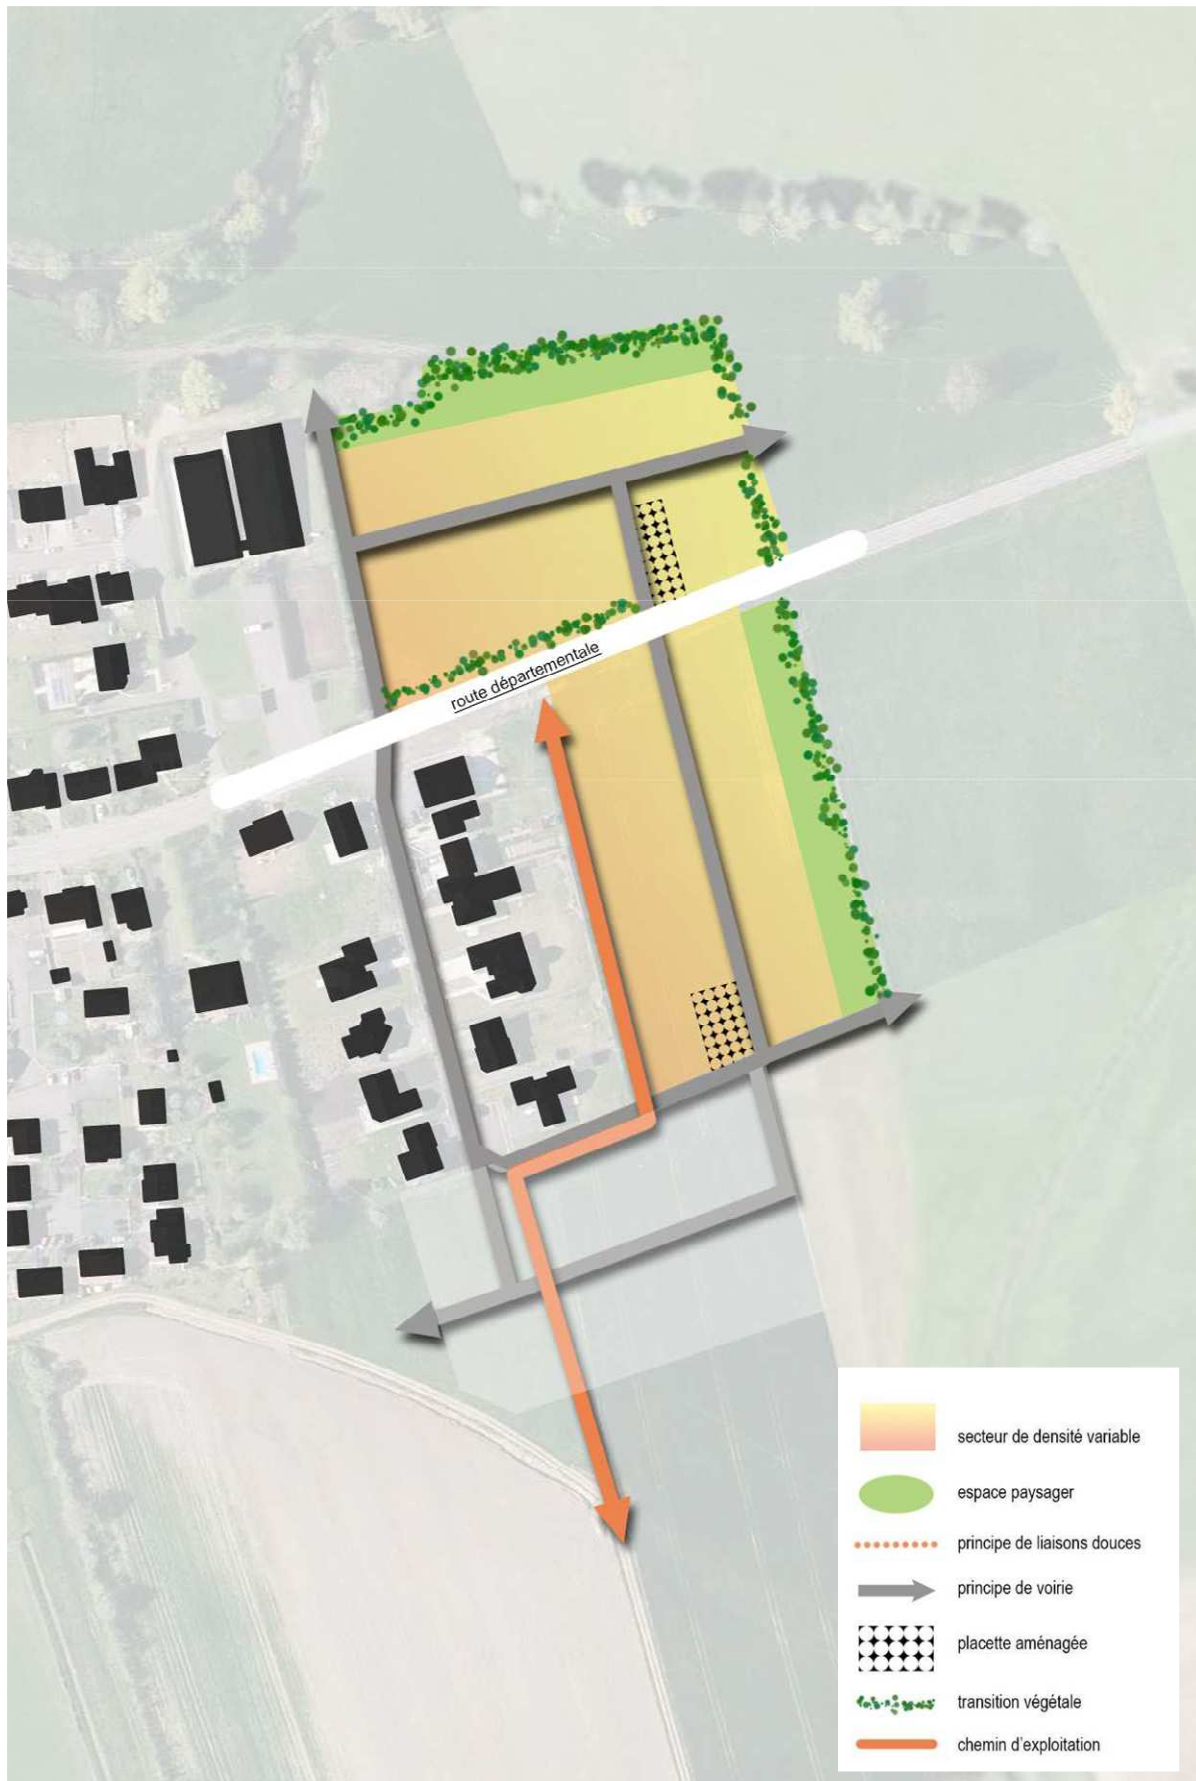 route départementale
secteur de densité variable
espace paysager
principe de liaisons douces
principe de voirie
placette aménagée
transition végétale
chemin d'exploitation